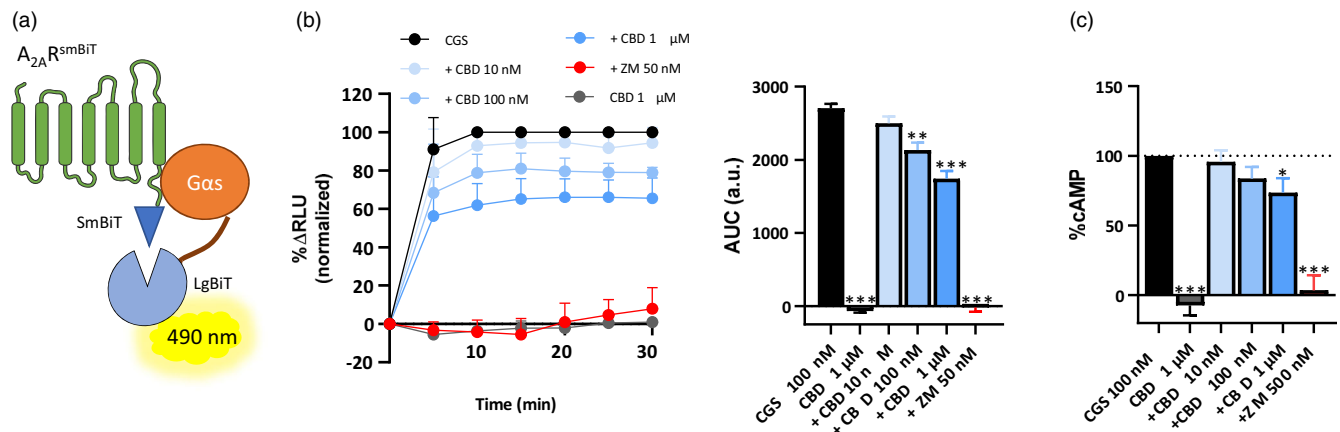 (a)
A2ARsmBiT
Gαs
SmBiT
LgBiT
490 nm
(b)
CGS
+ CBD 10 nM
+ CBD 100 nM
+ CBD 1 μM
+ ZM 50 nM
CBD 1 μM
%ΔRLU
(normalized)
120
100
80
60
40
20
0
-20
10
20
30
Time (min)
AUC (a.u.)
3000
2000
1000
0
***
**
***
***
CGS 100 nM
CBD 1 μM
+ CBD 10 n M
+ CB D 100 nM
+ CBD 1 μM
+ ZM 50 nM
(c)
%cAMP
150
100
50
0
***
*
***
CGS 100 nM
CBD 1 μM
+CBD 10 nM
+CBD 100 nM
+CB D 1 μM
+Z M 500 nM